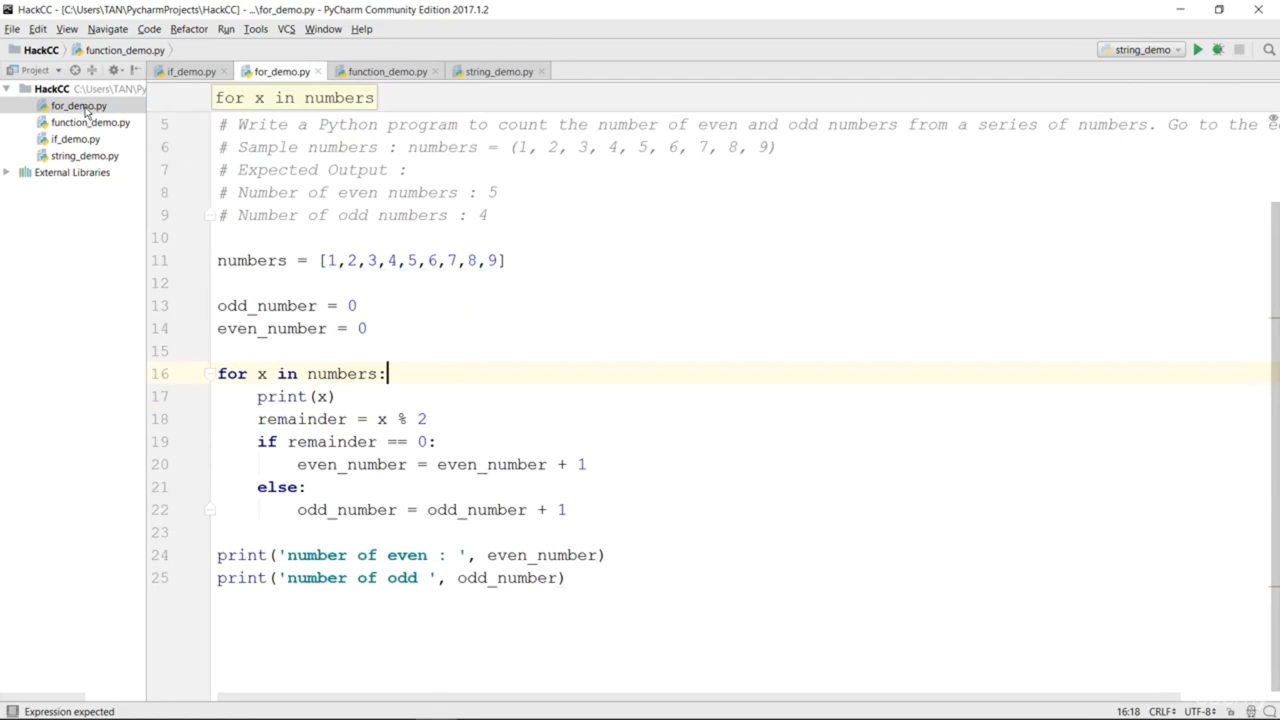 HackCC - [C:\Users\TAN\PycharmProjects\HackCC] - ...\for_demo.py - PyCharm Community Edition 2017.1.2
File Edit View Navigate Code Refactor Run Tools VCS Window Help
HackCC function_demo.py string_demo
Project if_demo.py for_demo.py function_demo.py string_demo.py
HackCC C:\Users\TAN\Py
for_demo.py
function_demo.py
if_demo.py
string_demo.py
External Libraries
for x in numbers
5 # Write a Python program to count the number of even and odd numbers from a series of numbers. Go to the e
6 # Sample numbers : numbers = (1, 2, 3, 4, 5, 6, 7, 8, 9)
7 # Expected Output :
8 # Number of even numbers : 5
9 # Number of odd numbers : 4
10
11 numbers = [1,2,3,4,5,6,7,8,9]
12
13 odd_number = 0
14 even_number = 0
15
16 for x in numbers:
17 print(x)
18 remainder = x % 2
19 if remainder == 0:
20 even_number = even_number + 1
21 else:
22 odd_number = odd_number + 1
23
24 print('number of even : ', even_number)
25 print('number of odd ', odd_number)
Expected expression